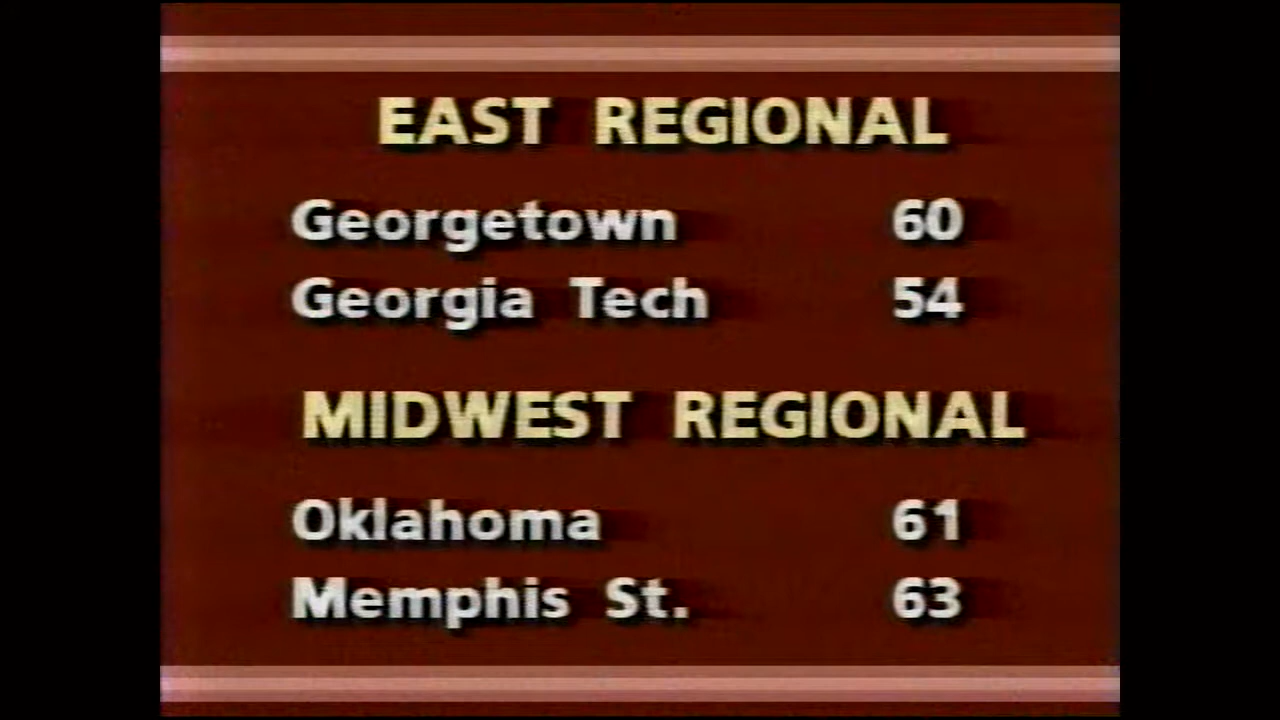 EAST REGIONAL
Georgetown 60
Georgia Tech 54
MIDWEST REGIONAL
Oklahoma 61
Memphis St. 63